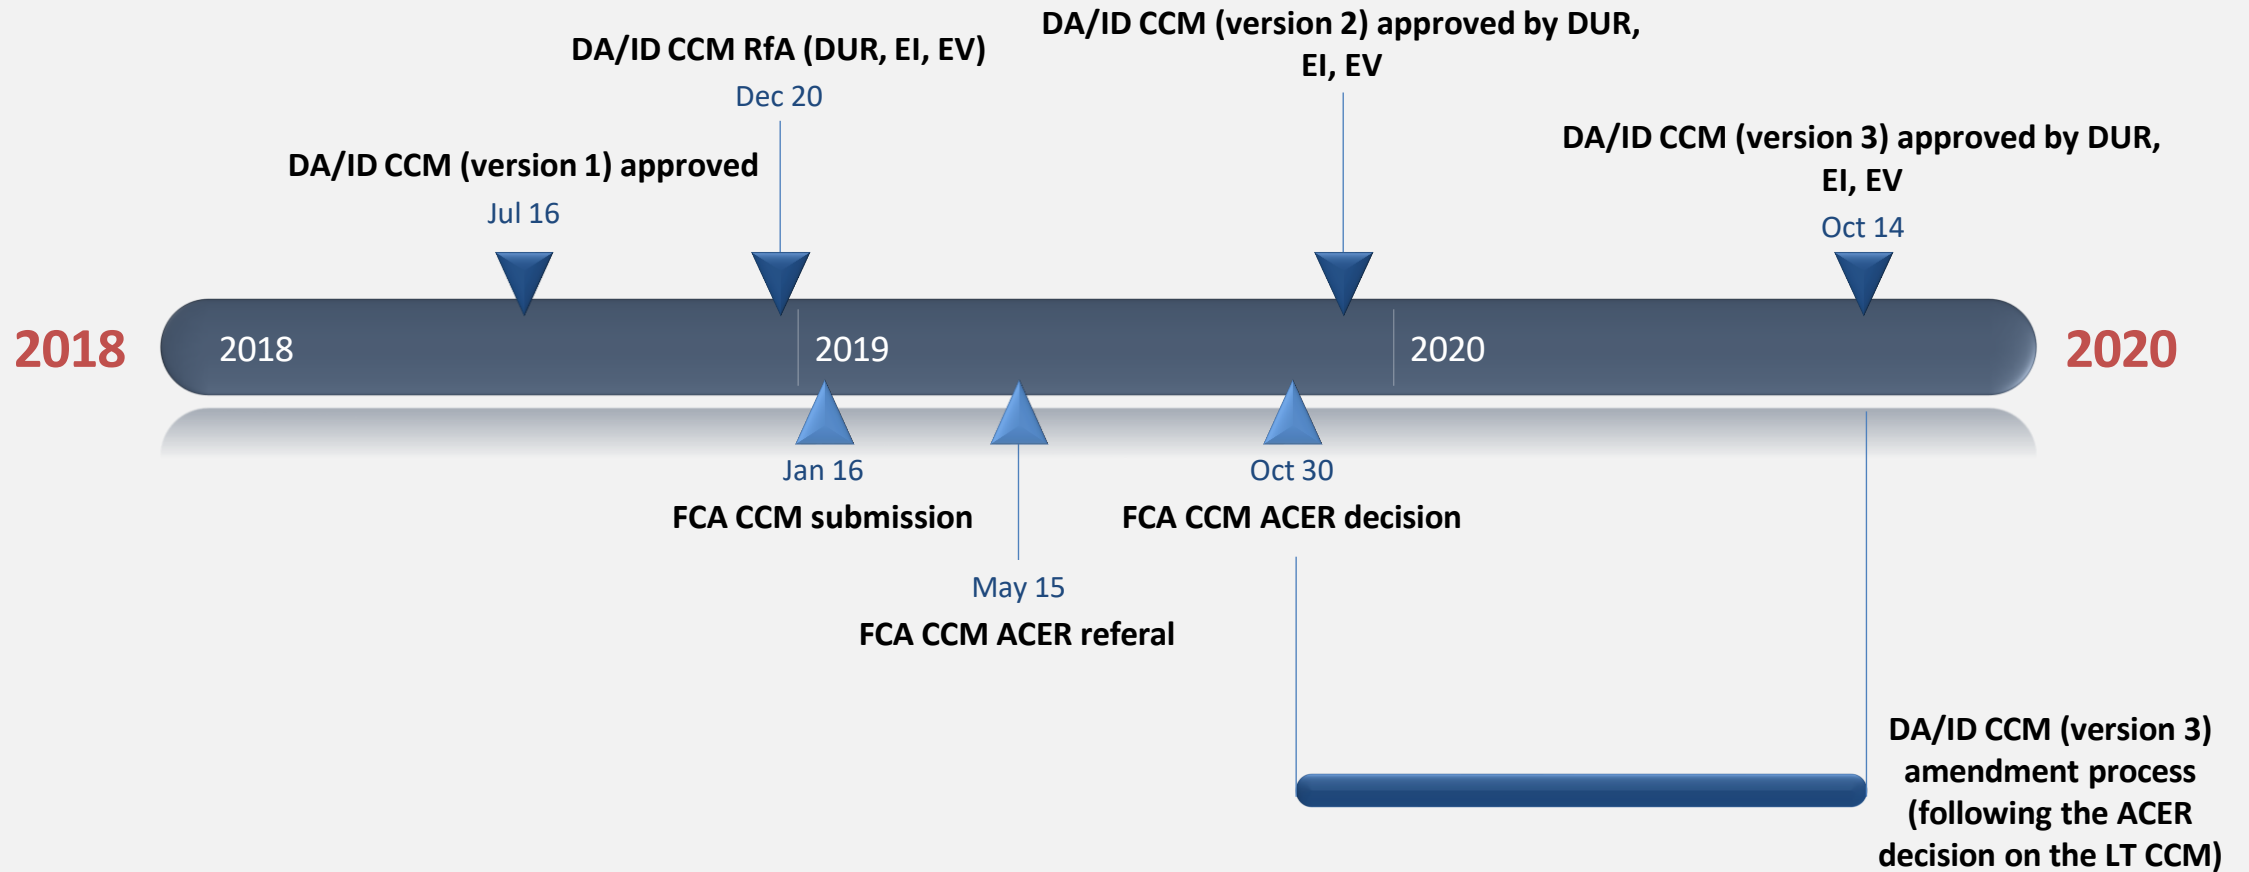 DA/ID CCM (version 2) approved by DUR,
EI, EV
DA/ID CCM RfA (DUR, EI, EV)
Dec 20
DA/ID CCM (version 3) approved by DUR,
EI, EV
Oct 14
DA/ID CCM (version 1) approved
Jul 16
2018
2018
2019
2020
2020
Jan 16
FCA CCM submission
Oct 30
FCA CCM ACER decision
May 15
FCA CCM ACER referal
DA/ID CCM (version 3)
amendment process
(following the ACER
decision on the LT CCM)